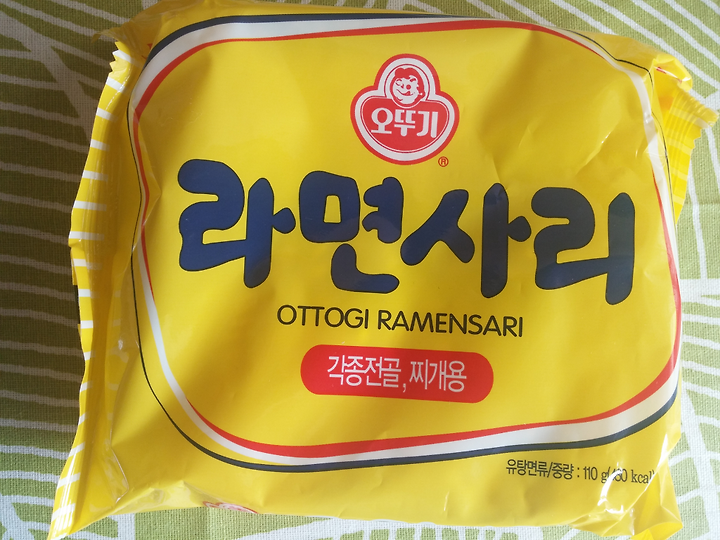 오뚜기
®
라면사리
OTTOGI RAMENSARI
각종전골, 찌개용
유탕면류/중량 : 110 g( kcal)